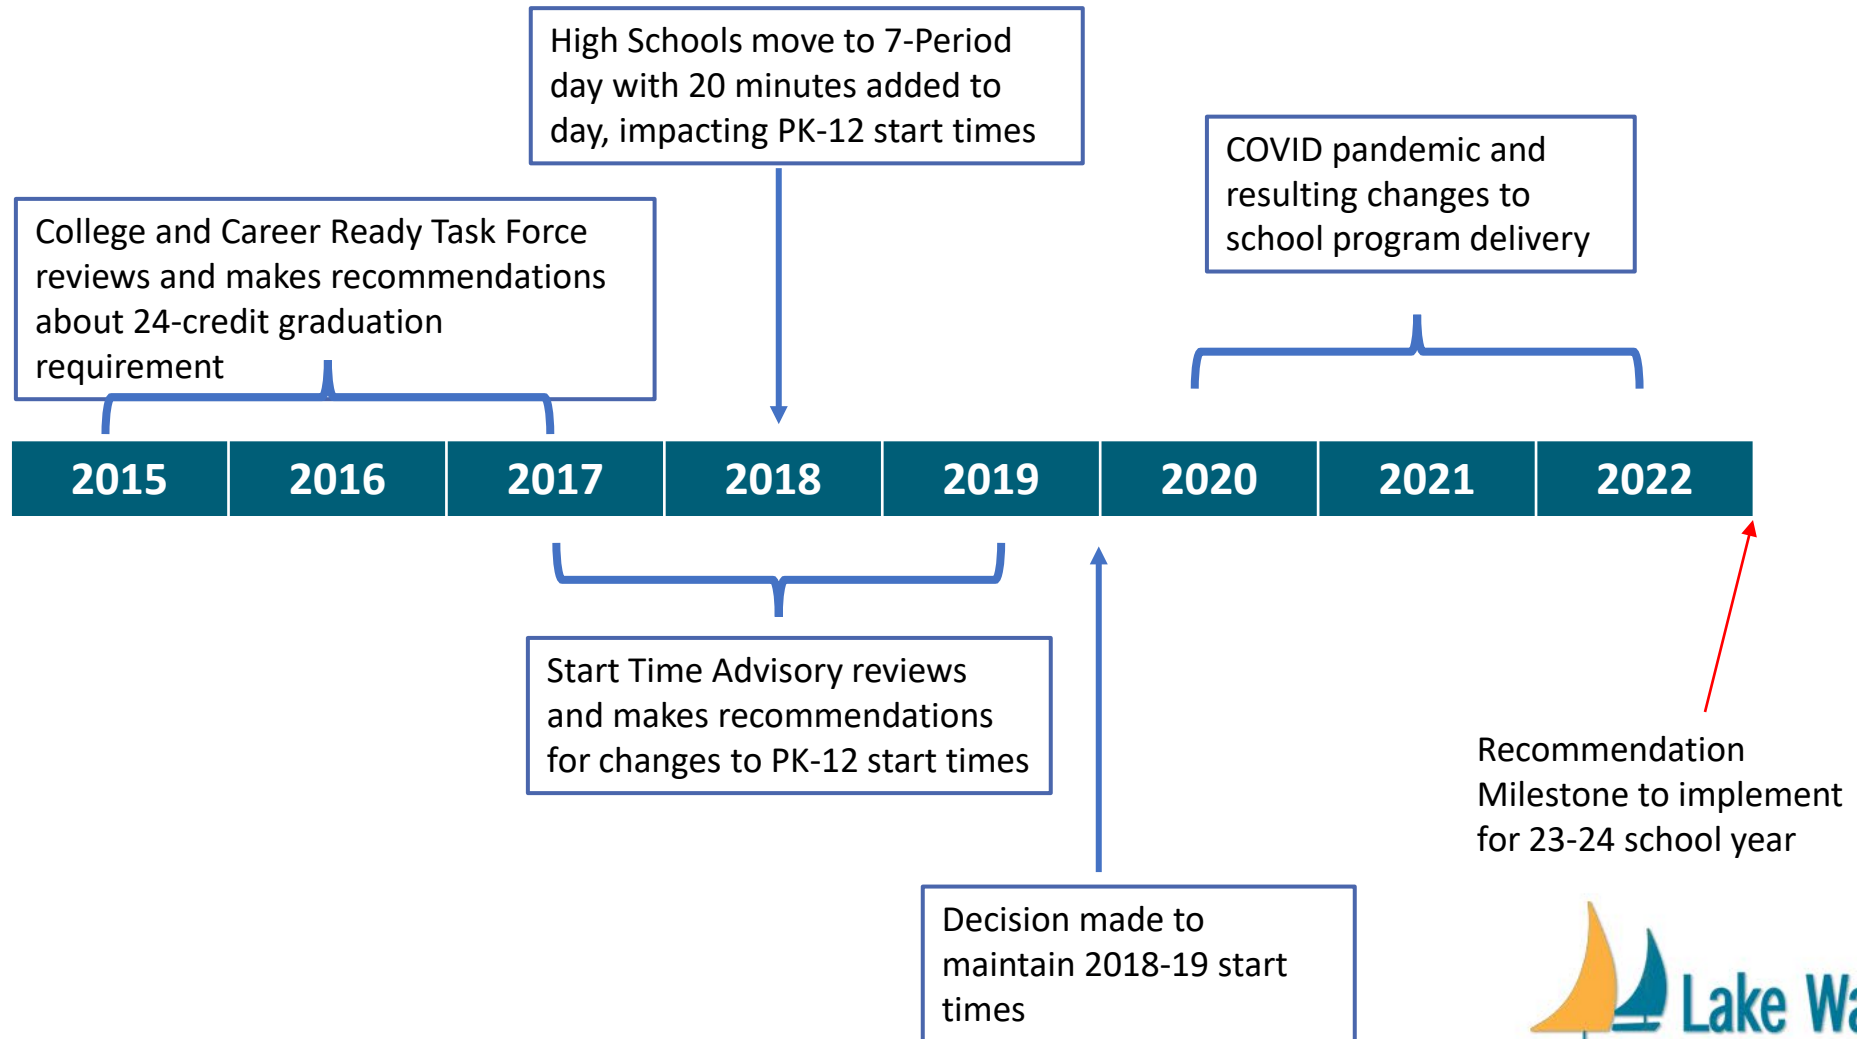 High Schools move to 7-Period
day with 20 minutes added to
day, impacting PK-12 start times
COVID pandemic and
resulting changes to
school program delivery
College and Career Ready Task Force
reviews and makes recommendations
about 24-credit graduation
requirement
2015 2016 2017 2018 2019 2020 2021 2022
Start Time Advisory reviews
and makes recommendations
for changes to PK-12 start times
Recommendation
Milestone to implement
for 23-24 school year
Decision made to
maintain 2018-19 start
times
Lake Wa